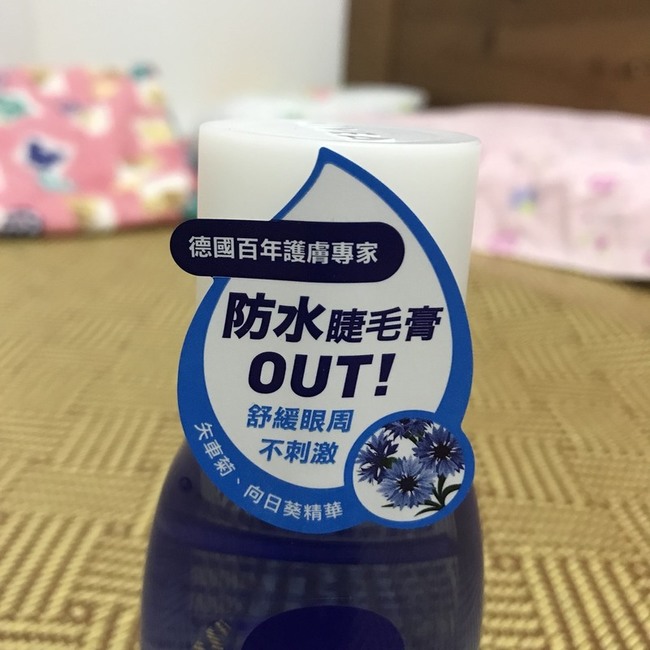 德國百年護膚專家
防水睫毛膏
OUT!
舒緩眼周
不刺激
矢車菊、向日葵精華